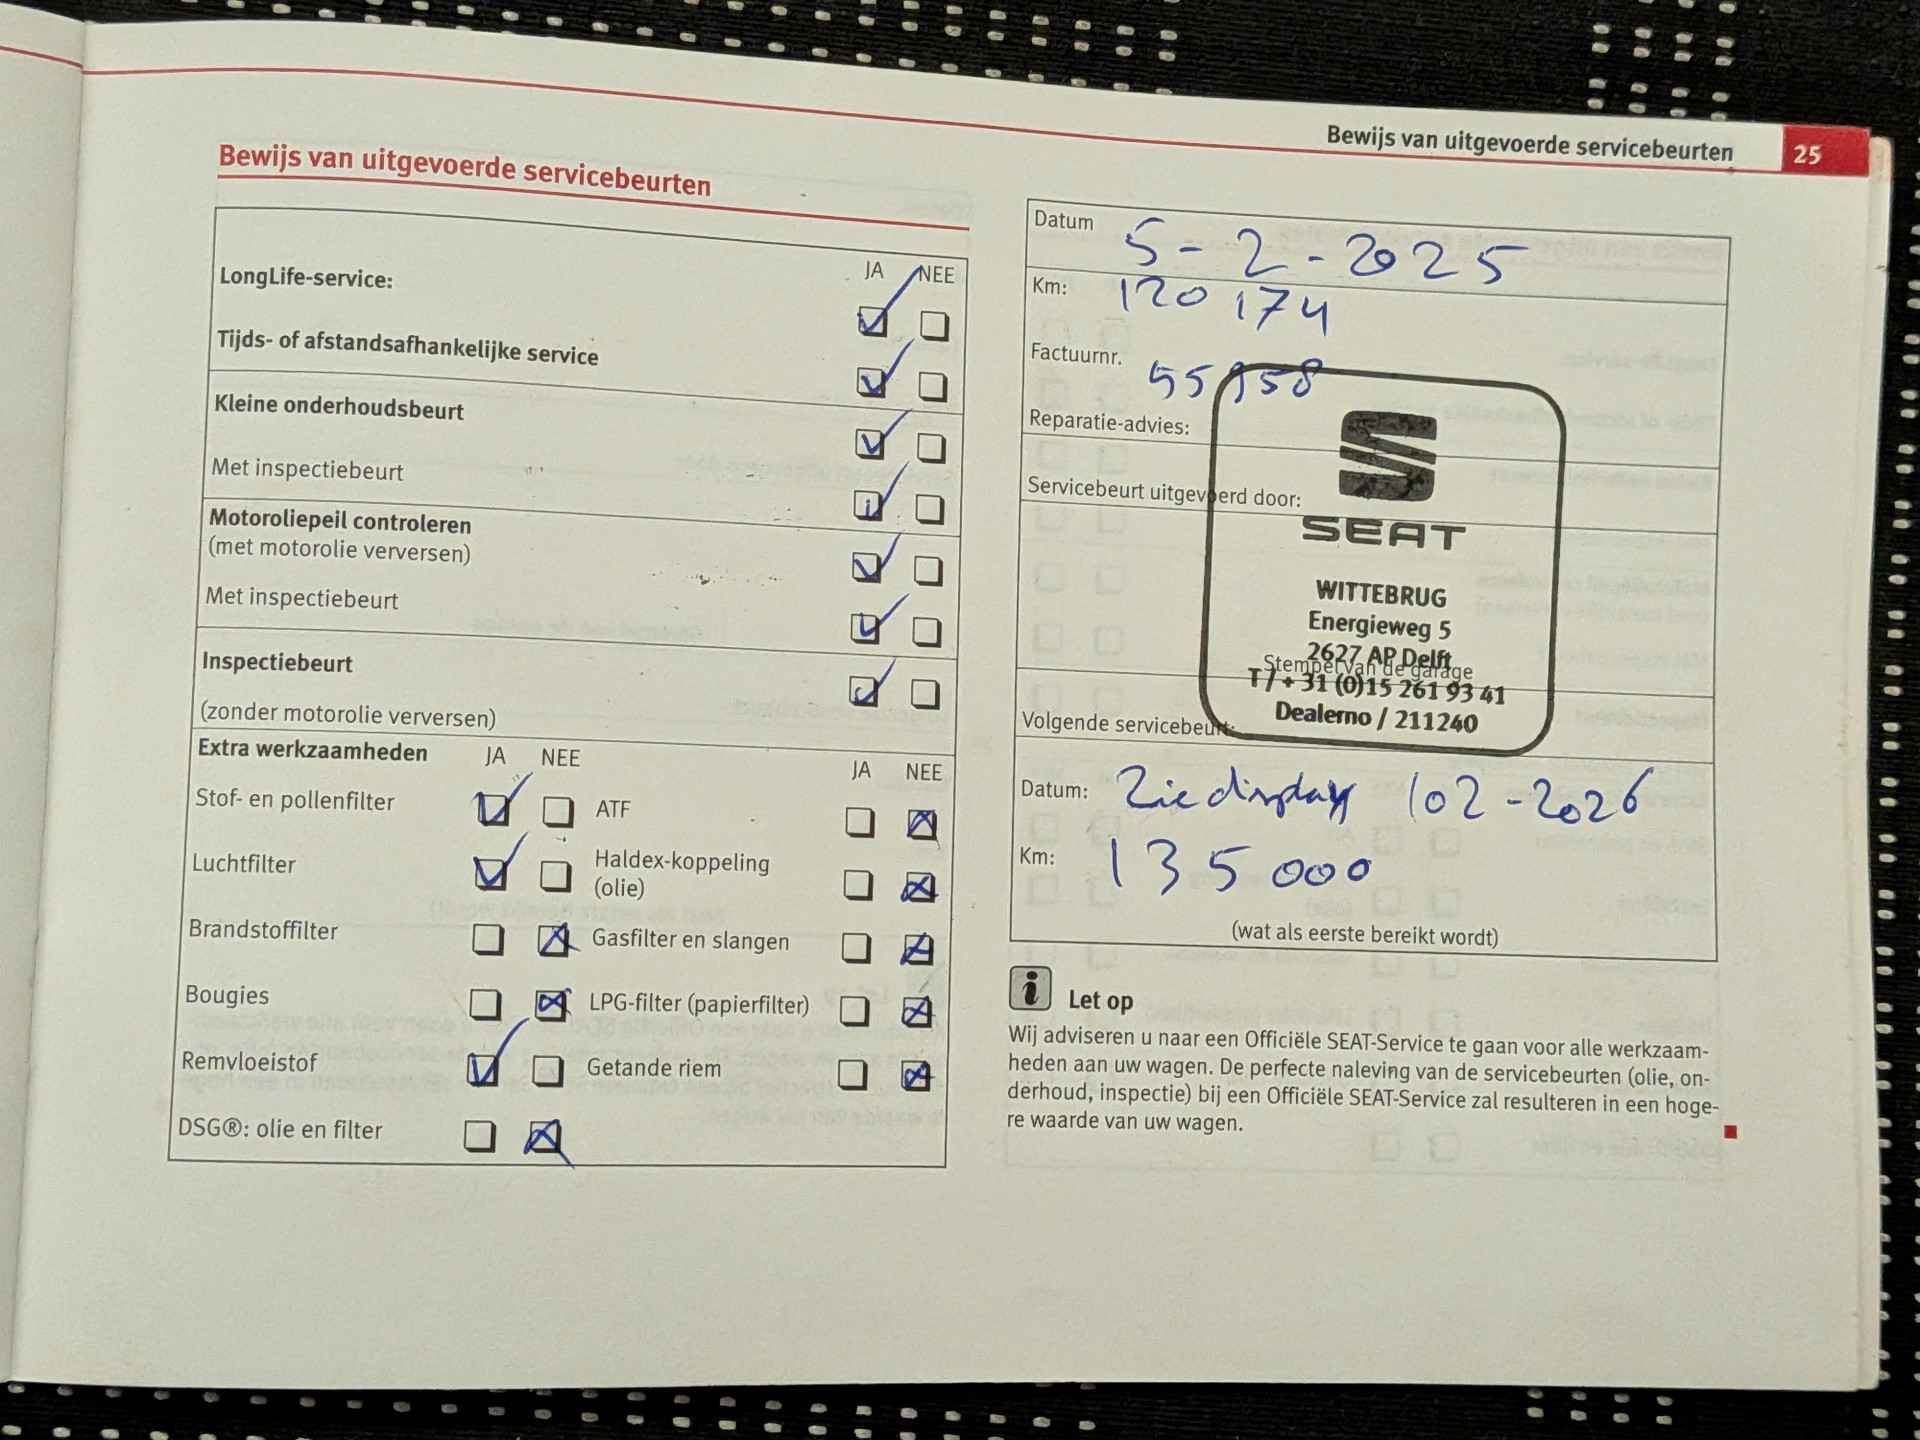 Bewijs van uitgevoerde servicebeurten 25
Bewijs van uitgevoerde servicebeurten
JA NEE
LongLife-service:
Tijds- of afstandsafhankelijke service
Kleine onderhoudsbeurt
Met inspectiebeurt
Motoroliepeil controleren
(met motorolie verversen)
Met inspectiebeurt
Inspectiebeurt
(zonder motorolie verversen)
Extra werkzaamheden JA NEE JA NEE
Stof- en pollenfilter ATF
Luchtfilter Haldex-koppeling
(olie)
Brandstoffilter Gasfilter en slangen
Bougies LPG-filter (papierfilter)
Remvloeistof Getande riem
DSG®: olie en filter
Datum 5-2-2025
Km: 120 174
Factuurnr. 55958
Reparatie-advies:
Servicebeurt uitgevoerd door:
SEAT
WITTEBRUG
Energieweg 5
2627 AP Delft
Stempel van de garage
T / + 31 (0)15 261 93 41
Dealerno / 211240
Volgende servicebeurt:
Datum: Zie display / 02-2026
Km: 135000
(wat als eerste bereikt wordt)
i Let op
Wij adviseren u naar een Officiële SEAT-Service te gaan voor alle werkzaam-
heden aan uw wagen. De perfecte naleving van de servicebeurten (olie, on-
derhoud, inspectie) bij een Officiële SEAT-Service zal resulteren in een hoge-
re waarde van uw wagen.